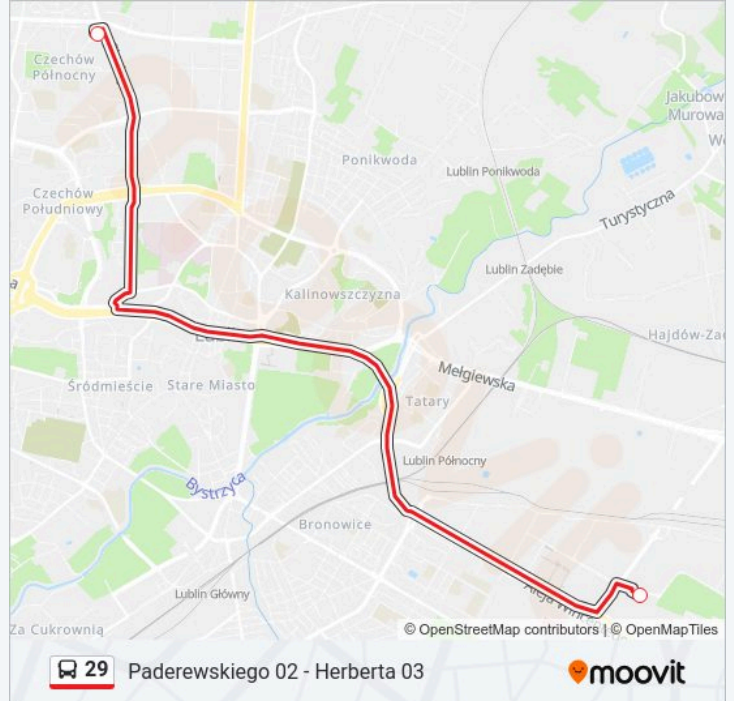 Czechów
Północny
Jakubow
Murowa
Ponikwoda
Lublin Ponikwoda
Czechów
Południowy
Turystyczna
Lublin Zadębie
Kalinowszczyzna
Hajdów-Za
Mełgiewska
Śródmieście
Stare Miasto
Tatary
Lublin Północny
Bystrzyca
Bronowice
Lublin Główny
Za Cukrownią
© OpenStreetMap contributors | © OpenMapTiles
29
Paderewskiego 02 - Herberta 03
moovit